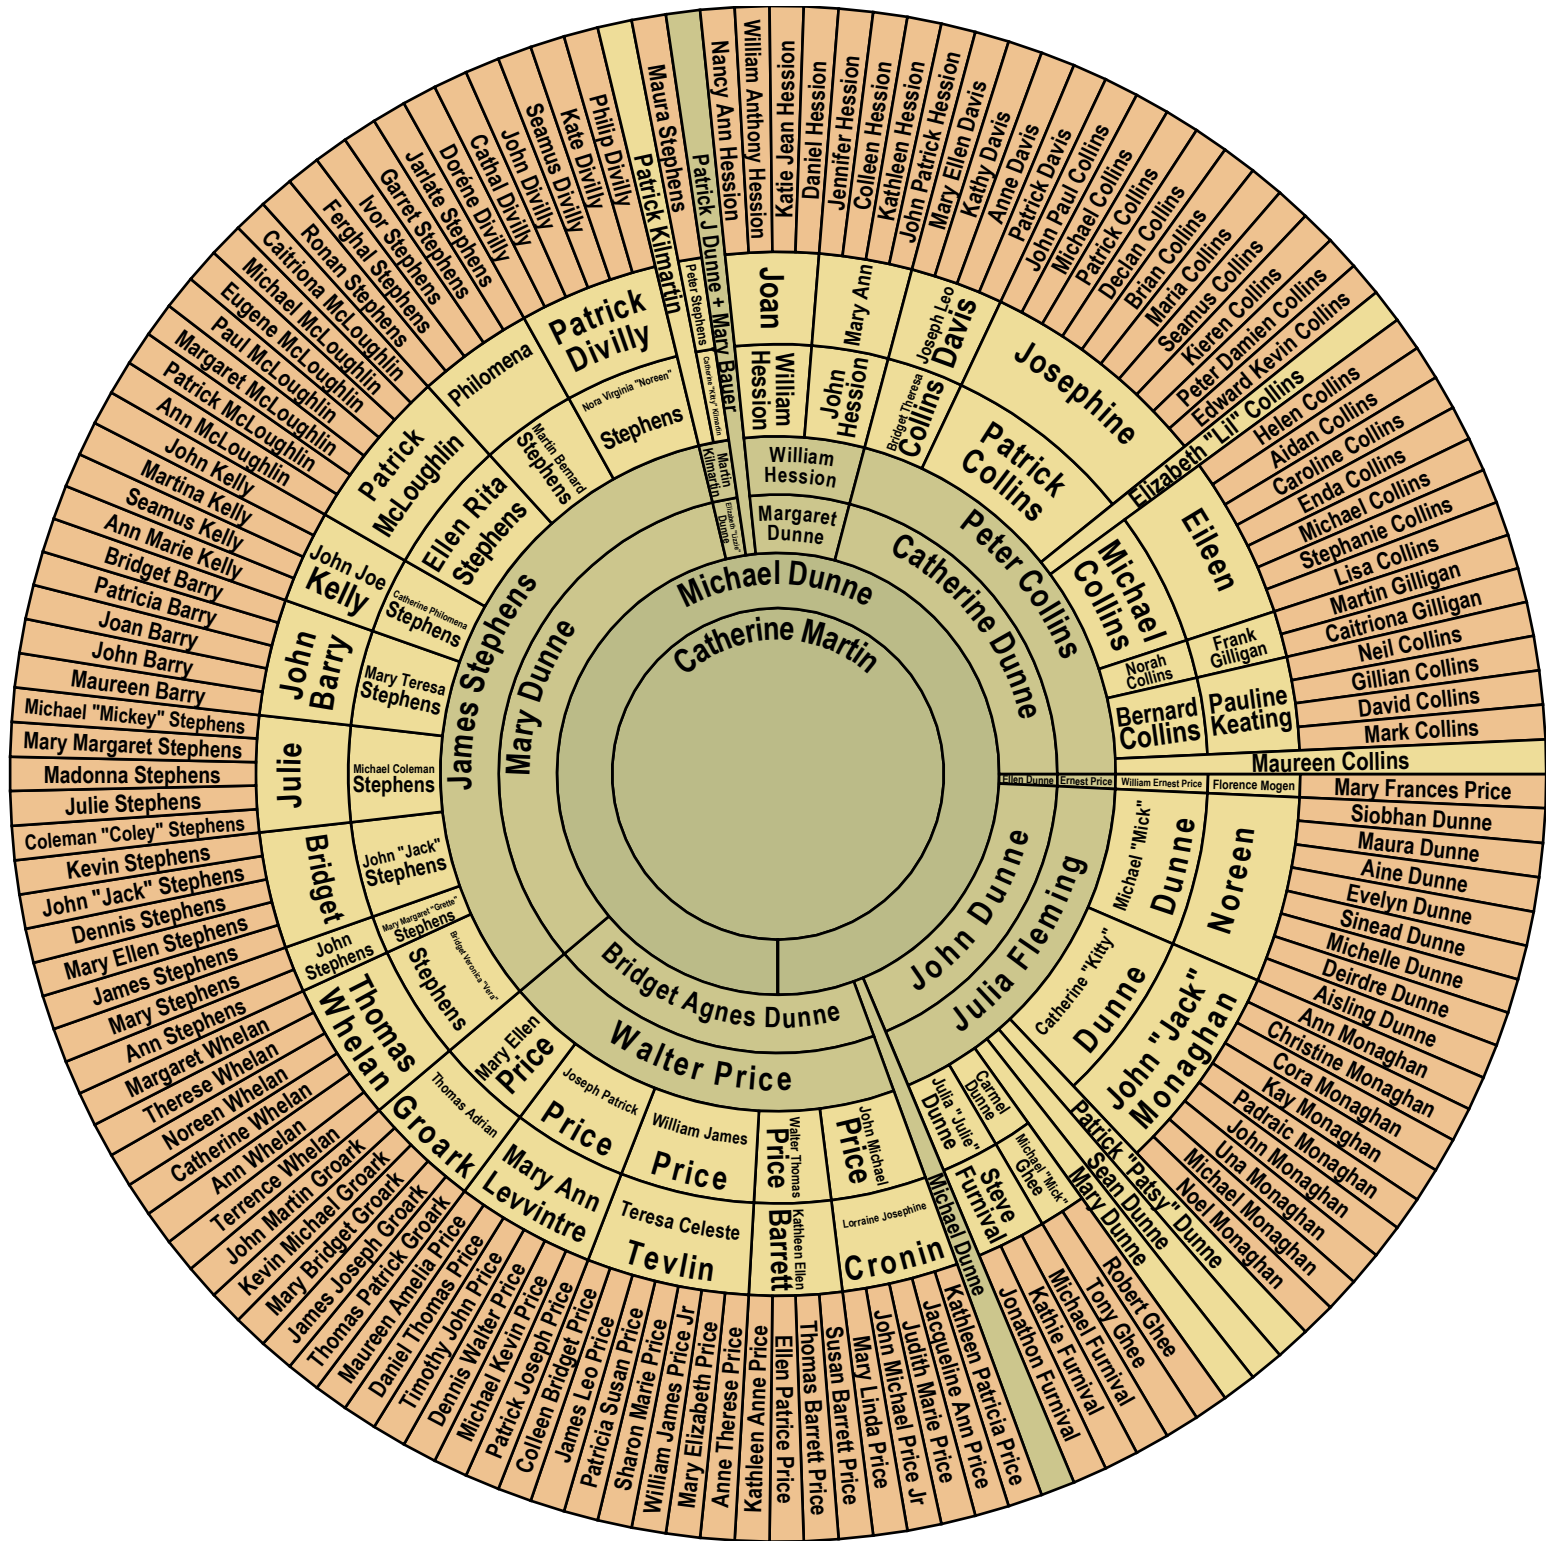 Catherine Martin
Michael Dunne
Margaret
Dunne
William
Hession
William
Hession
Joan
Nancy Ann Hession
William Anthony Hession
Katie Jean Hession
Daniel Hession
John
Hession
Mary Ann
Jennifer Hession
Colleen Hession
Kathleen Hession
John Patrick Hession
Catherine Dunne
Peter Collins
Bridget Theresa
Collins
Joseph Leo
Davis
Mary Ellen Davis
Kathy Davis
Anne Davis
Patrick Davis
Patrick
Collins
Josephine
John Paul Collins
Michael Collins
Patrick Collins
Declan Collins
Brian Collins
Maria Collins
Seamus Collins
Kieren Collins
Peter Damien Collins
Edward Kevin Collins
Elizabeth "Lil" Collins
Michael
Collins
Eileen
Helen Collins
Aidan Collins
Caroline Collins
Enda Collins
Michael Collins
Stephanie Collins
Lisa Collins
Norah
Collins
Frank
Gilligan
Martin Gilligan
Caitriona Gilligan
Bernard
Collins
Pauline
Keating
Neil Collins
Gillian Collins
David Collins
Mark Collins
Maureen Collins
Ellen Dunne
Ernest Price
William Ernest Price
Florence Mogen
Mary Frances Price
John Dunne
Julia Fleming
Michael "Mick"
Dunne
Noreen
Siobhan Dunne
Maura Dunne
Aine Dunne
Evelyn Dunne
Sinead Dunne
Michelle Dunne
Deirdre Dunne
Aisling Dunne
Catherine "Kitty"
Dunne
John "Jack"
Monaghan
Ann Monaghan
Christine Monaghan
Cora Monaghan
Kay Monaghan
Padraic Monaghan
John Monaghan
Una Monaghan
Michael Monaghan
Noel Monaghan
Patrick "Patsy" Dunne
Sean Dunne
Mary Dunne
Carmel
Dunne
Michael "Mick"
Ghee
Robert Ghee
Tony Ghee
Julia "Julie"
Dunne
Steve
Furnival
Michael Furnival
Kathie Furnival
Jonathon Furnival
Michael Dunne
Bridget Agnes Dunne
Walter Price
John Michael
Price
Lorraine Josephine
Cronin
Kathleen Patricia Price
Jacqueline Ann Price
Judith Marie Price
John Michael Price Jr
Mary Linda Price
Walter Thomas
Price
Kathleen Ellen
Barrett
Susan Barrett Price
Thomas Barrett Price
Ellen Patrice Price
Kathleen Anne Price
William James
Price
Teresa Celeste
Tevlin
Anne Therese Price
Mary Elizabeth Price
William James Price Jr
Sharon Marie Price
Patricia Susan Price
James Leo Price
Joseph Patrick
Price
Mary Ann
Levvintre
Colleen Bridget Price
Patrick Joseph Price
Michael Kevin Price
Dennis Walter Price
Timothy John Price
Daniel Thomas Price
Maureen Amelia Price
Mary Ellen
Price
Thomas Adrian
Groark
Thomas Patrick Groark
James Joseph Groark
Mary Bridget Groark
Kevin Michael Groark
John Martin Groark
Mary Dunne
James Stephens
Bridget Veronica "Vera"
Stephens
Thomas
Whelan
Terrence Whelan
Ann Whelan
Catherine Whelan
Noreen Whelan
Therese Whelan
Margaret Whelan
Mary Margaret "Grette"
Stephens
John
Stephens
Ann Stephens
Mary Stephens
John "Jack"
Stephens
Bridget
James Stephens
Mary Ellen Stephens
Dennis Stephens
John "Jack" Stephens
Kevin Stephens
Coleman "Coley" Stephens
Michael Coleman
Stephens
Julie
Julie Stephens
Madonna Stephens
Mary Margaret Stephens
Michael "Mickey" Stephens
Mary Teresa
Stephens
John
Barry
Maureen Barry
John Barry
Joan Barry
Patricia Barry
Bridget Barry
Catherine Philomena
Stephens
John Joe
Kelly
Ann Marie Kelly
Seamus Kelly
Martina Kelly
John Kelly
Ellen Rita
Stephens
Patrick
McLoughlin
Ann McLoughlin
Patrick McLoughlin
Margaret McLoughlin
Paul McLoughlin
Eugene McLoughlin
Michael McLoughlin
Caitriona McLoughlin
Martin Bernard
Stephens
Philomena
Ronan Stephens
Ferghal Stephens
Ivor Stephens
Garret Stephens
Jarlate Stephens
Nora Virginia "Noreen"
Stephens
Patrick
Divilly
Doréne Divilly
Cathal Divilly
John Divilly
Seamus Divilly
Kate Divilly
Philip Divilly
Elizabeth "Lizzie"
Dunne
Martin
Kilmartin
Patrick Kilmartin
Catherine "Kitty" Kilmartin
Peter Stephens
Maura Stephens
Patrick J Dunne + Mary Bauer